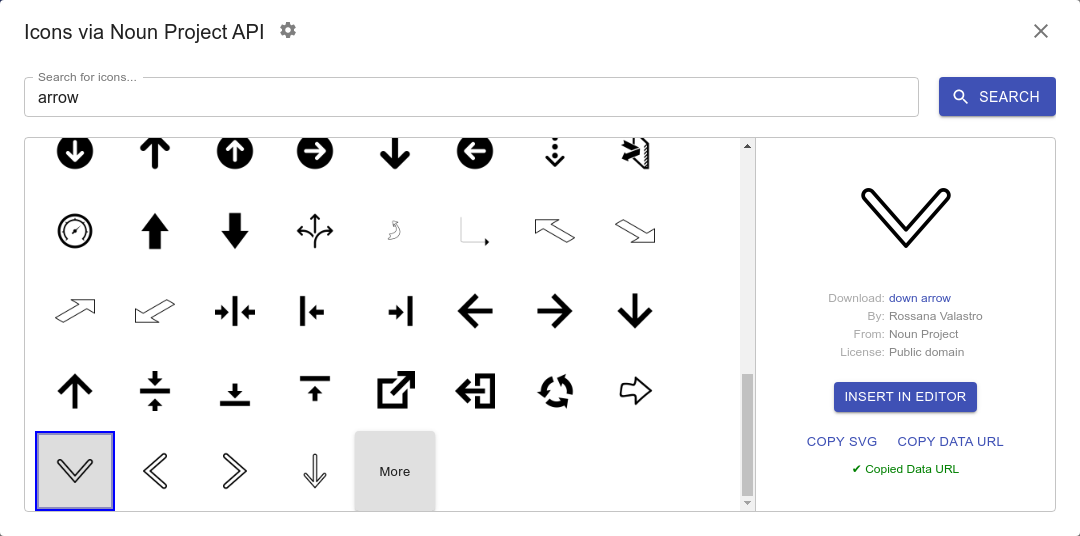 Icons via Noun Project API
Search for icons...
arrow
SEARCH
More
Download: down arrow
By: Rossana Valastro
From: Noun Project
License: Public domain
INSERT IN EDITOR
COPY SVG COPY DATA URL
✔ Copied Data URL